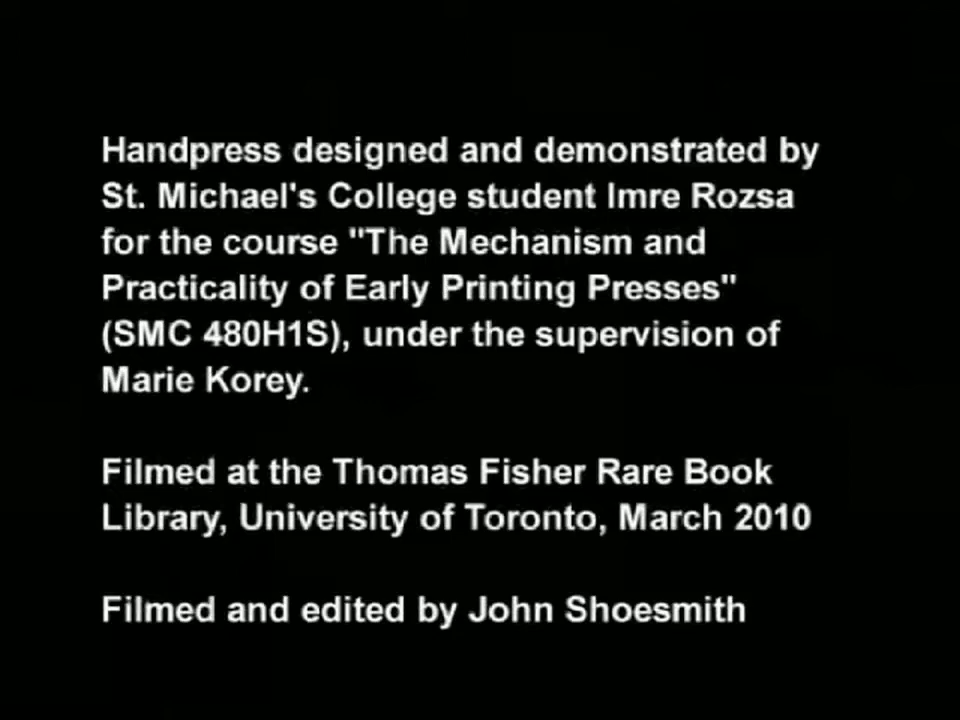 Handpress designed and demonstrated by
St. Michael's College student Imre Rozsa
for the course "The Mechanism and
Practicality of Early Printing Presses"
(SMC 480H1S), under the supervision of
Marie Korey.
Filmed at the Thomas Fisher Rare Book
Library, University of Toronto, March 2010
Filmed and edited by John Shoesmith